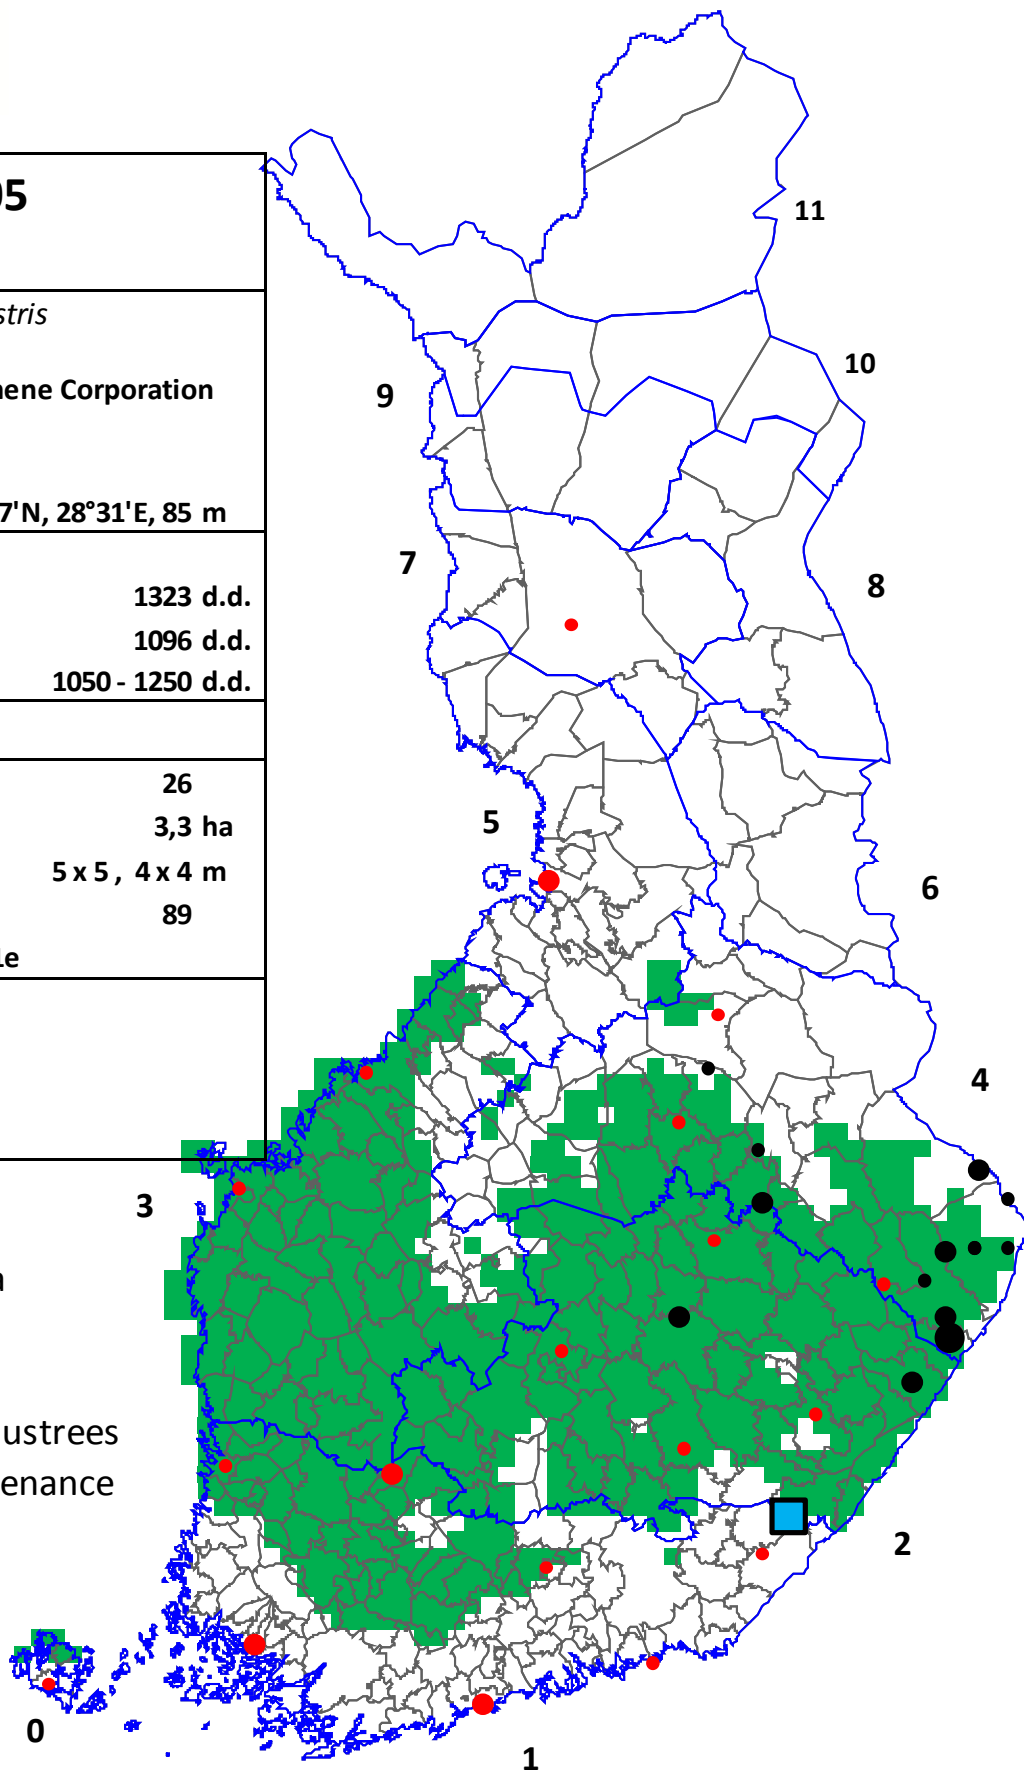 05
stris
nene Corporation
7'N, 28°31'E, 85 m
1323 d.d.
1096 d.d.
1050 - 1250 d.d.
26
3,3 ha
5 x 5 , 4 x 4 m
89
le
a
ustrees
enance
11
10
9
8
7
6
5
4
3
2
1
0